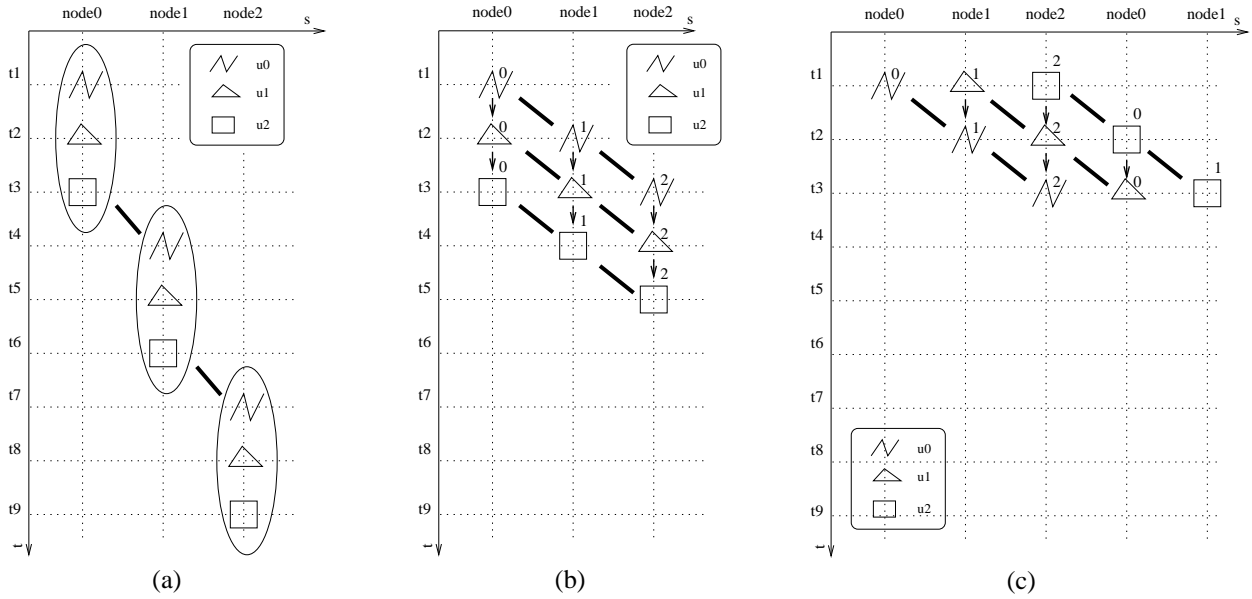 node0 node1 node2
s
t1
t2
t3
t4
t5
t6
t7
t8
t9
t
u0
u1
u2
(a)
node0 node1 node2
s
t1
t2
t3
t4
t5
t6
t7
t8
t9
t
u0
u1
u2
0
0 1
0 1 2
1 2
2
(b)
node0 node1 node2 node0 node1
s
t1
t2
t3
t4
t5
t6
t7
t8
t9
t
0 1 2
1 2 0
2 0 1
u0
u1
u2
(c)